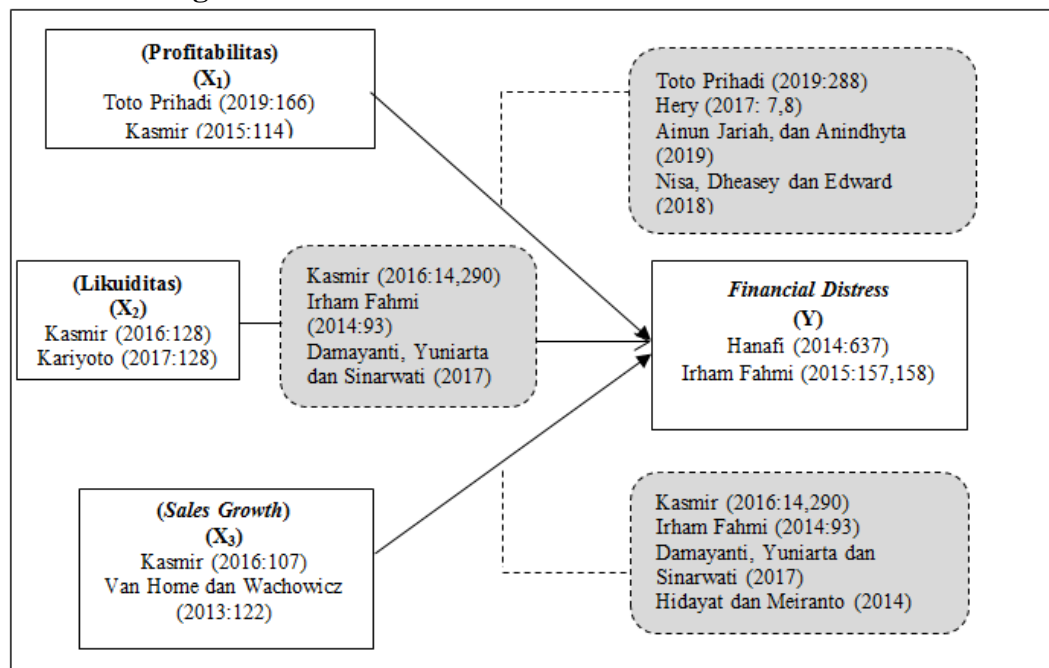 (Profitabilitas)
(X1)
Toto Prihadi (2019:166)
Kasmir (2015:114)
Toto Prihadi (2019:288)
Hery (2017: 7,8)
Ainun Jariah, dan Anindhyta
(2019)
Nisa, Dheasey dan Edward
(2018)
(Likuiditas)
(X2)
Kasmir (2016:128)
Kariyoto (2017:128)
Kasmir (2016:14,290)
Irham Fahmi
(2014:93)
Damayanti, Yuniarta
dan Sinarwati (2017)
Financial Distress
(Y)
Hanafi (2014:637)
Irham Fahmi (2015:157,158)
(Sales Growth)
(X3)
Kasmir (2016:107)
Van Home dan Wachowicz
(2013:122)
Kasmir (2016:14,290)
Irham Fahmi (2014:93)
Damayanti, Yuniarta dan
Sinarwati (2017)
Hidayat dan Meiranto (2014)